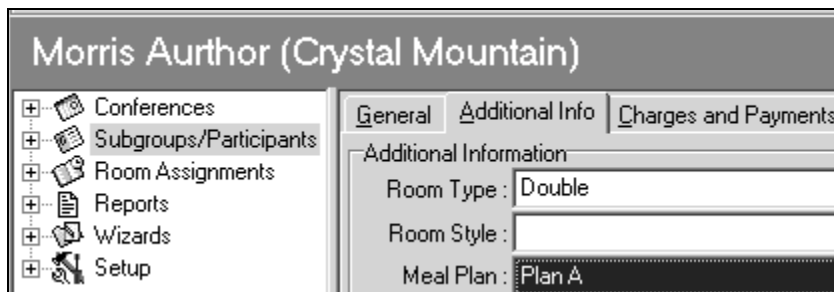 Morris Aurthor (Crystal Mountain)
Conferences
Subgroups/Participants
Room Assignments
Reports
Wizards
Setup
General Additional Info Charges and Payments
Additional Information
Room Type : Double
Room Style :
Meal Plan : Plan A